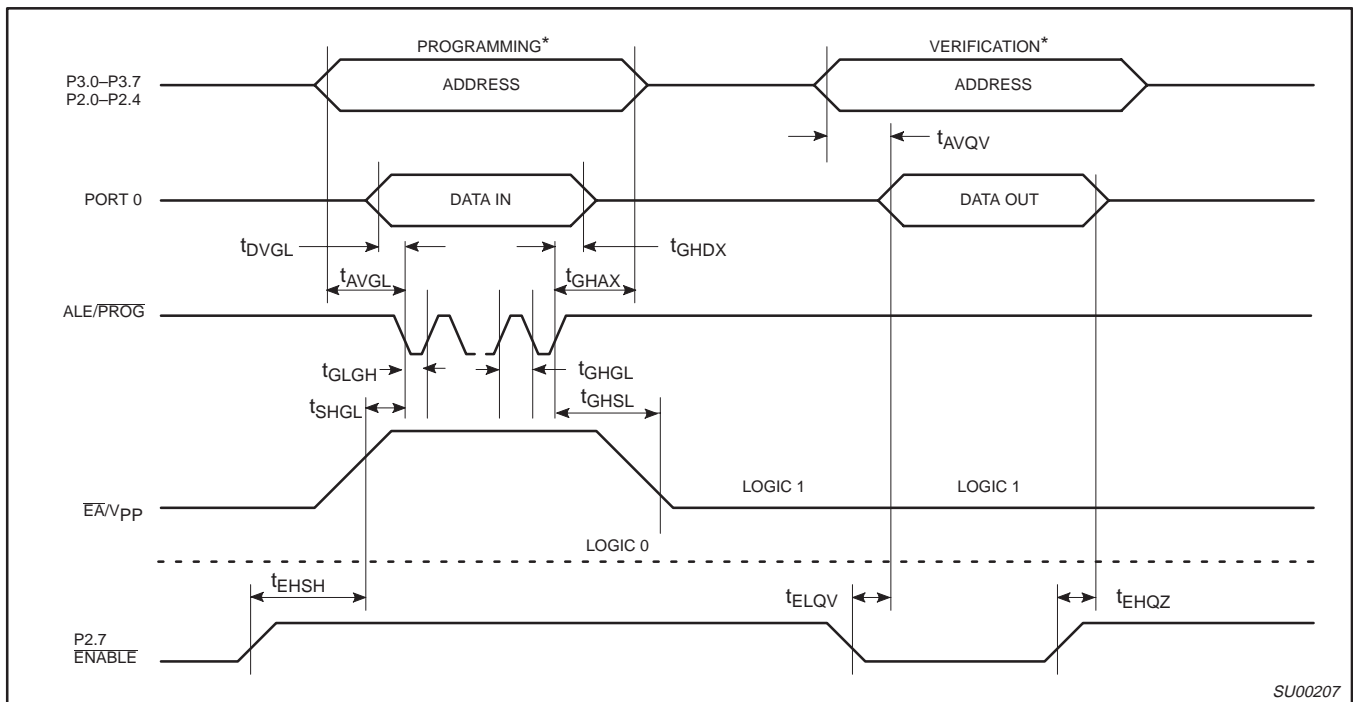 PROGRAMMING*
VERIFICATION*
P3.0–P3.7
P2.0–P2.4
ADDRESS
ADDRESS
tAVQV
PORT 0
DATA IN
DATA OUT
tDVGL
tGHDX
tAVGL
tGHAX
ALE/PROG
tGLGH
tGHGL
tSHGL
tGHSL
EA/VPP
LOGIC 1
LOGIC 1
LOGIC 0
tEHSH
tELQV
tEHQZ
P2.7
ENABLE
SU00207